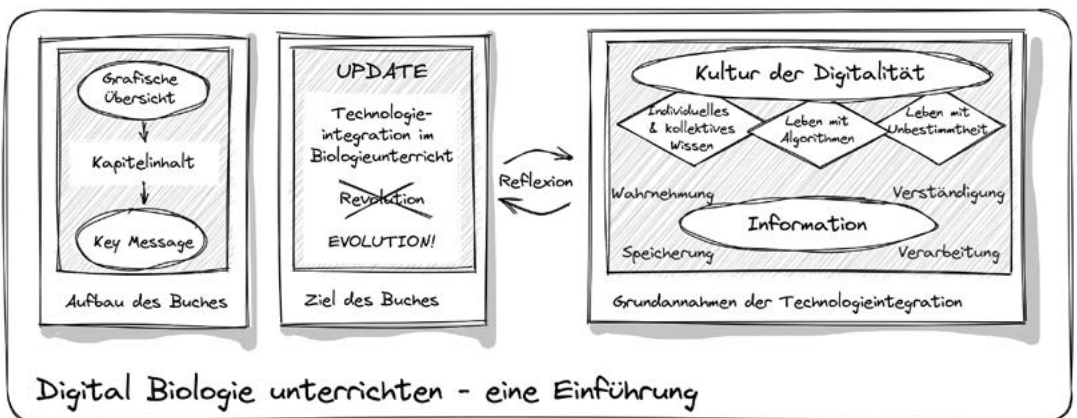 Grafische
Übersicht
Kapitelinhalt
Key Message
Aufbau des Buches
UPDATE
Technologie-
integration im
Biologieunterricht
Revolution
EVOLUTION!
Ziel des Buches
Reflexion
Kultur der Digitalität
Individuelles
& kollektives
Wissen
Leben mit
Algorithmen
Leben mit
Unbestimmtheit
Wahrnehmung
Verständigung
Information
Speicherung
Verarbeitung
Grundannahmen der Technologieintegration
Digital Biologie unterrichten - eine Einführung